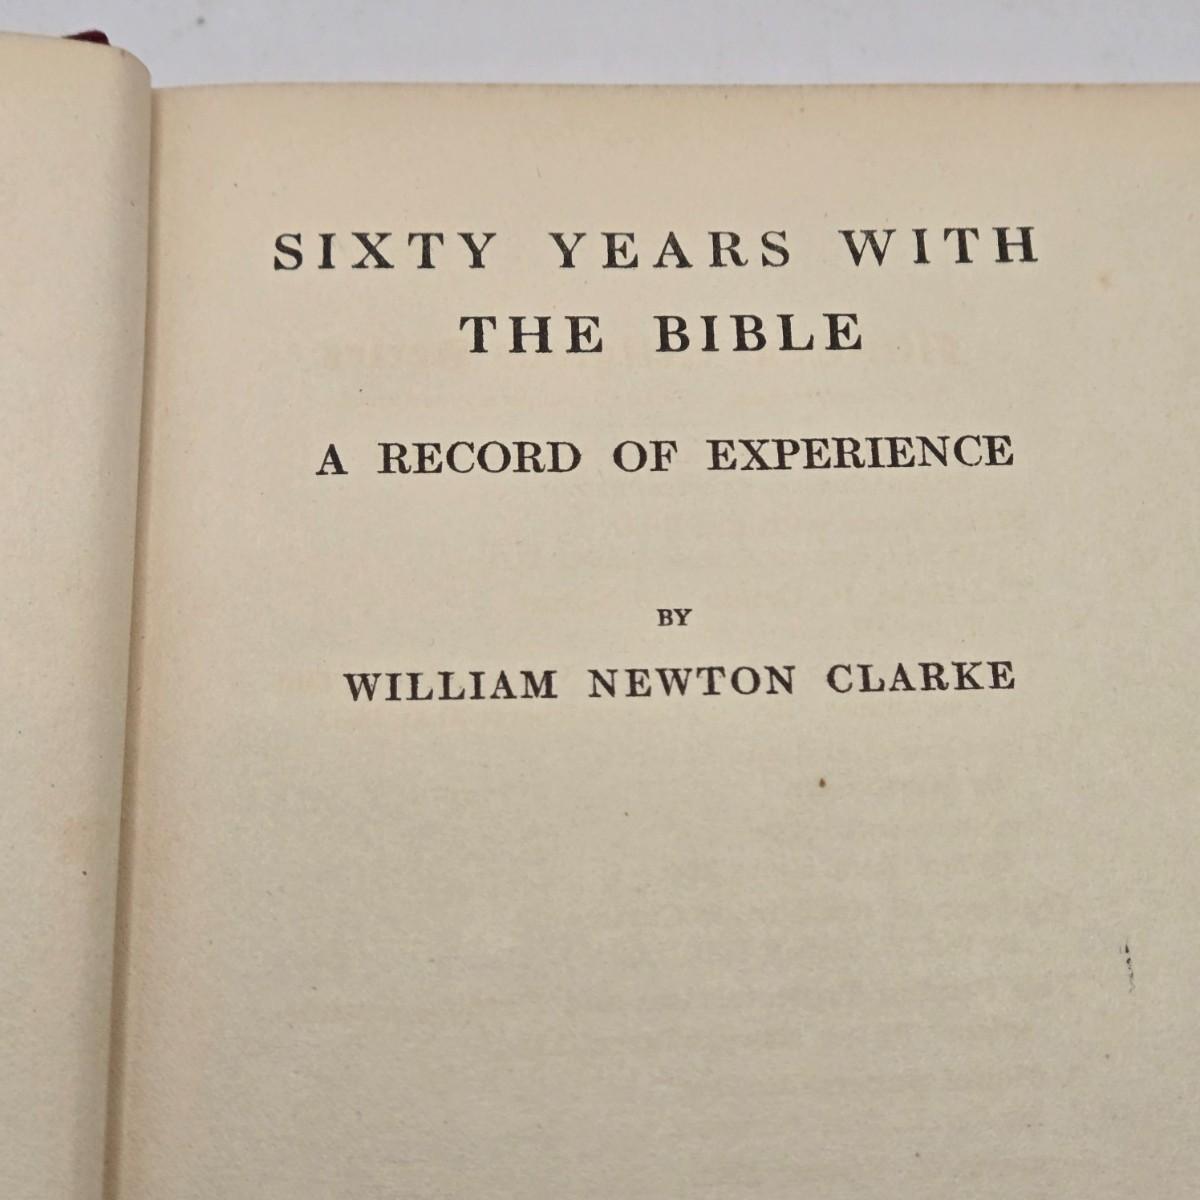 SIXTY YEARS WITH
THE BIBLE
A RECORD OF EXPERIENCE
BY
WILLIAM NEWTON CLARKE